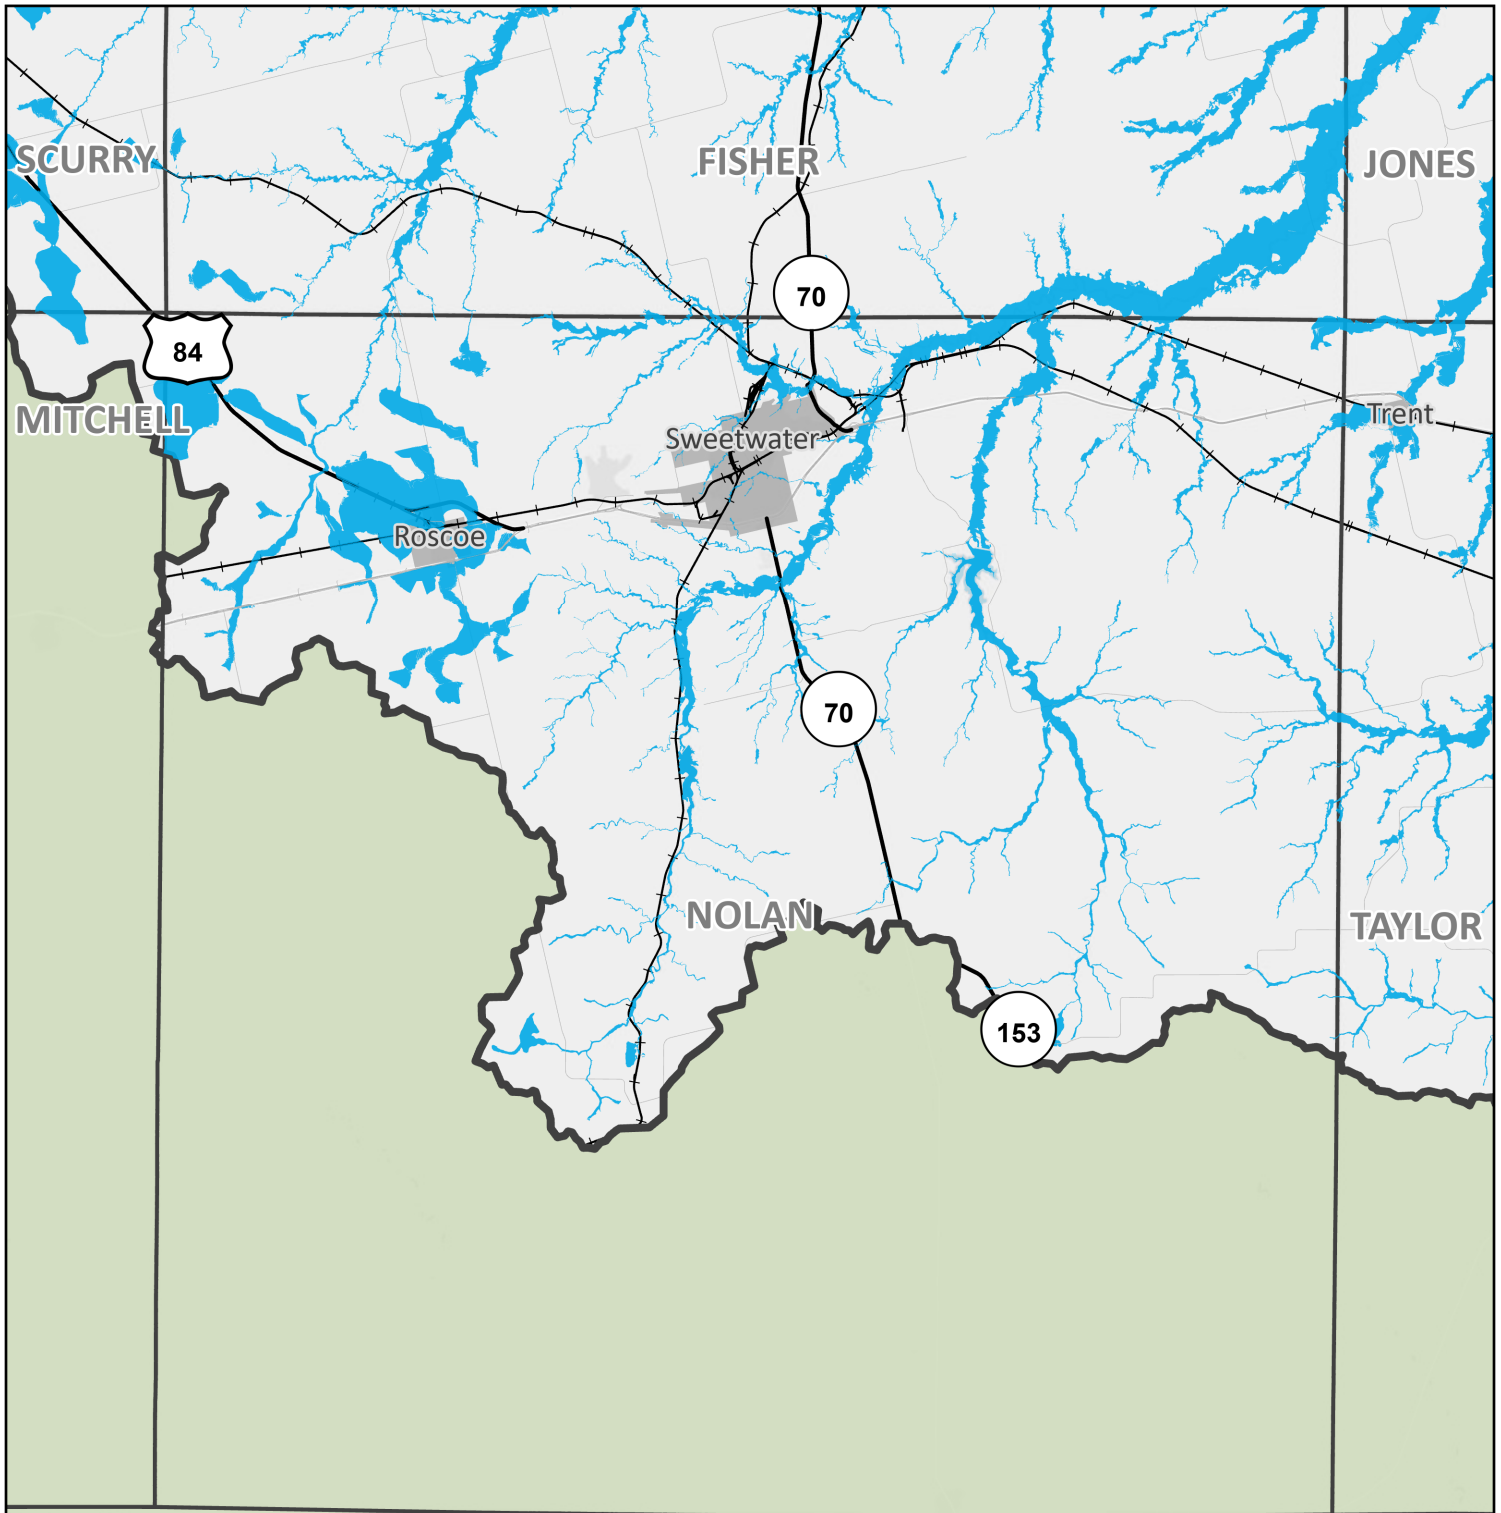 SCURRY
FISHER
JONES
70
84
MITCHELL
Trent
Sweetwater
Roscoe
70
NOLAN
TAYLOR
153